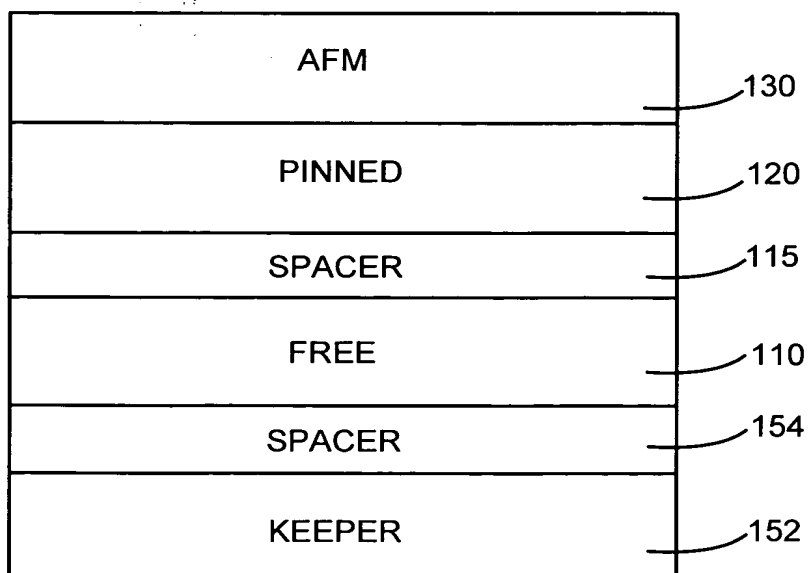 AFM
130
PINNED
120
SPACER
115
FREE
110
SPACER
154
KEEPER
152